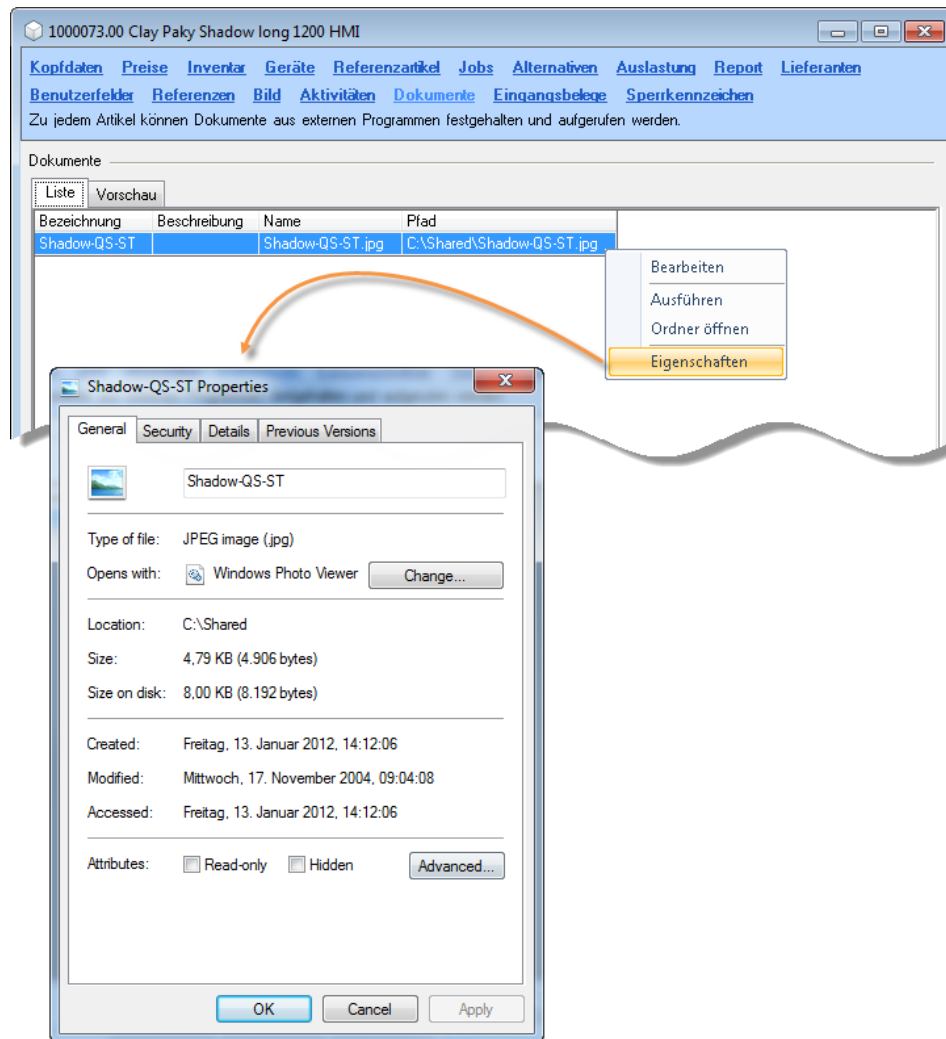 1000073.00 Clay Paky Shadow long 1200 HMI
Kopfdaten Preise Inventar Geräte Referenzartikel Jobs Alternativen Auslastung Report Lieferanten
Benutzerfelder Referenzen Bild Aktivitäten Dokumente Eingangsbelege Sperrkennzeichen
Zu jedem Artikel können Dokumente aus externen Programmen festgehalten und aufgerufen werden.
Dokumente
Liste Vorschau
Bezeichnung Beschreibung Name Pfad
Shadow-QS-ST Shadow-QS-ST.jpg C:\Shared\Shadow-QS-ST.jpg
Bearbeiten
Ausführen
Ordner öffnen
Eigenschaften
Shadow-QS-ST Properties
General Security Details Previous Versions
Shadow-QS-ST
Type of file: JPEG image (.jpg)
Opens with: Windows Photo Viewer Change...
Location: C:\Shared
Size: 4,79 KB (4.906 bytes)
Size on disk: 8,00 KB (8.192 bytes)
Created: Freitag, 13. Januar 2012, 14:12:06
Modified: Mittwoch, 17. November 2004, 09:04:08
Accessed: Freitag, 13. Januar 2012, 14:12:06
Attributes: Read-only Hidden Advanced...
OK Cancel Apply